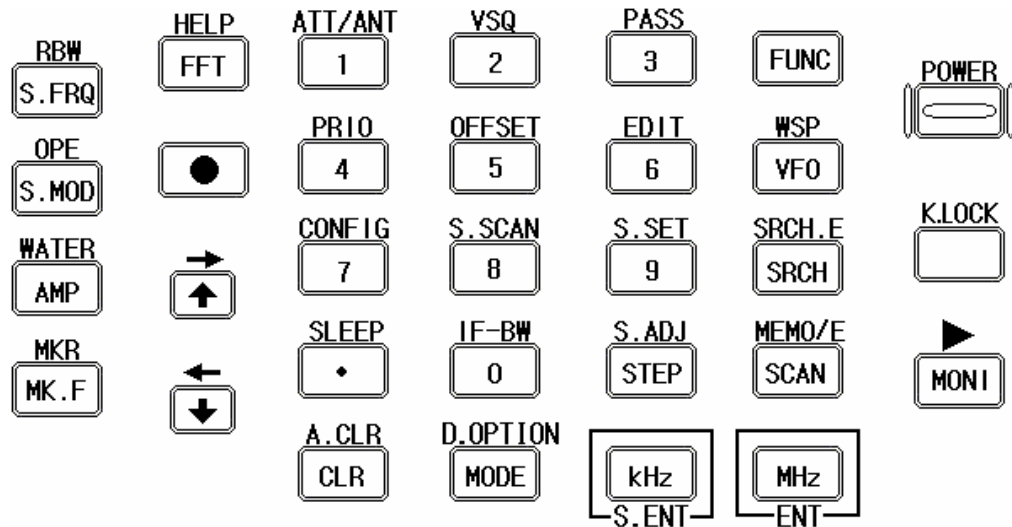 HELP ATT/ANT VSQ PASS
RBW FFT 1 2 3 FUNC POWER
S.FRQ
OPE PRIO OFFSET EDIT WSP
S.MOD 4 5 6 VFO
WATER CONFIG S.SCAN S.SET SRCH.E K.LOCK
AMP 7 8 9 SRCH
MKR SLEEP IF-BW S.ADJ MEMO/E
MK.F • 0 STEP SCAN MONI
A.CLR D.OPTION
CLR MODE kHz MHz
S.ENT ENT